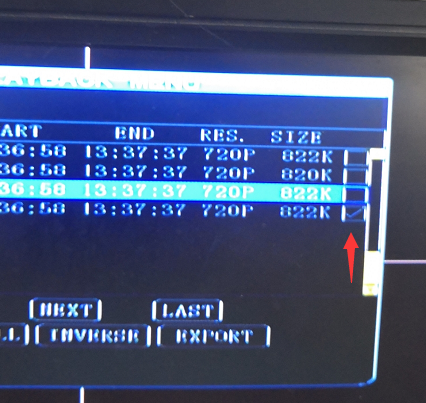 ART END RES. SIZE
36:58 13:37:37 720P 822K
36:58 13:37:37 720P 820K
36:58 13:37:37 720P 822K
36:58 13:37:37 720P 822K
NEXT LAST
LL INVERSE EXPORT